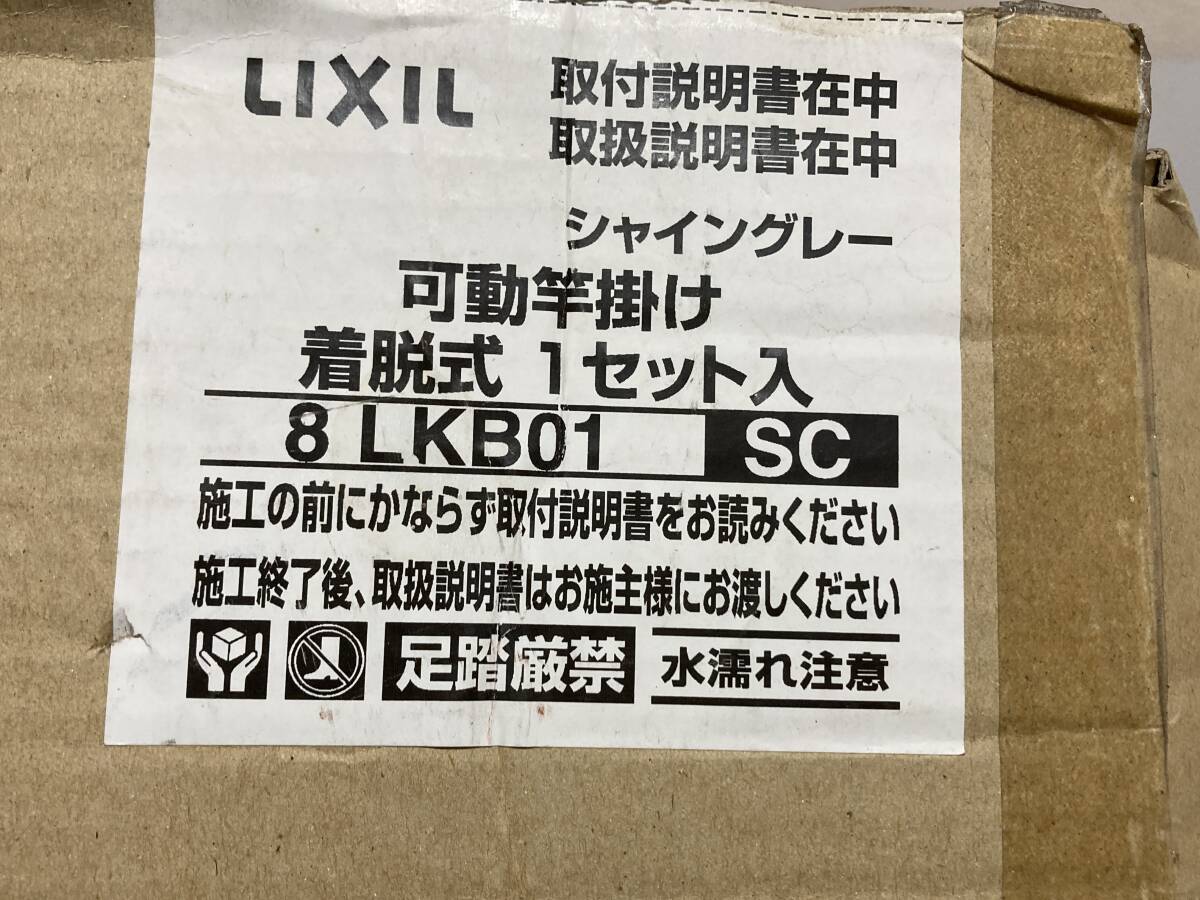 LIXIL
取付説明書在中
取扱説明書在中
シャイングレー
可動竿掛け
着脱式 1セット入
8 LKB01 SC
施工の前にかならず取付説明書をお読みください
施工終了後、取扱説明書はお施主様にお渡しください
足踏厳禁 水濡れ注意